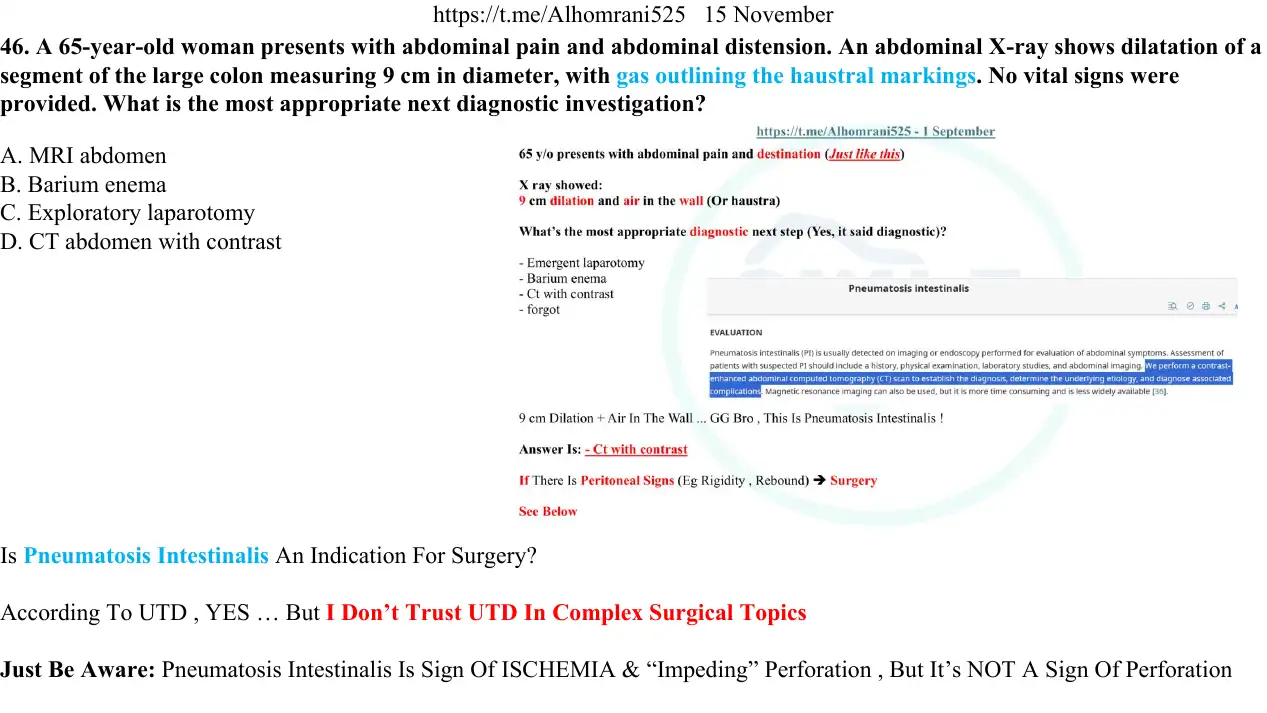 https://t.me/Alhomrani525   15 November
46. A 65-year-old woman presents with abdominal pain and abdominal distension. An abdominal X-ray shows dilatation of a
segment of the large colon measuring 9 cm in diameter, with gas outlining the haustral markings. No vital signs were
provided. What is the most appropriate next diagnostic investigation?
A. MRI abdomen
B. Barium enema
C. Exploratory laparotomy
D. CT abdomen with contrast
https://t.me/Alhomrani525 - 1 September
65 y/o presents with abdominal pain and destination (Just like this)
X ray showed:
9 cm dilation and air in the wall (Or haustra)
What's the most appropriate diagnostic next step (Yes, it said diagnostic)?
- Emergent laparotomy
- Barium enema
- Ct with contrast
- forgot
Pneumatosis intestinalis
EVALUATION
Pneumatosis intestinalis (PI) is usually detected on imaging or endoscopy performed for evaluation of abdominal symptoms. Assessment of
patients with suspected PI should include a history, physical examination, laboratory studies, and abdominal imaging. We perform a contrast-
enhanced abdominal computed tomography (CT) scan to establish the diagnosis, determine the underlying etiology, and diagnose associated
complications. Magnetic resonance imaging can also be used, but it is more time consuming and is less widely available [36].
9 cm Dilation + Air In The Wall ... GG Bro , This Is Pneumatosis Intestinalis !
Answer Is: - Ct with contrast
If There Is Peritoneal Signs (Eg Rigidity , Rebound) 🡺 Surgery
See Below
Is Pneumatosis Intestinalis An Indication For Surgery?
According To UTD , YES … But I Don't Trust UTD In Complex Surgical Topics
Just Be Aware: Pneumatosis Intestinalis Is Sign Of ISCHEMIA & “Impeding” Perforation , But It's NOT A Sign Of Perforation